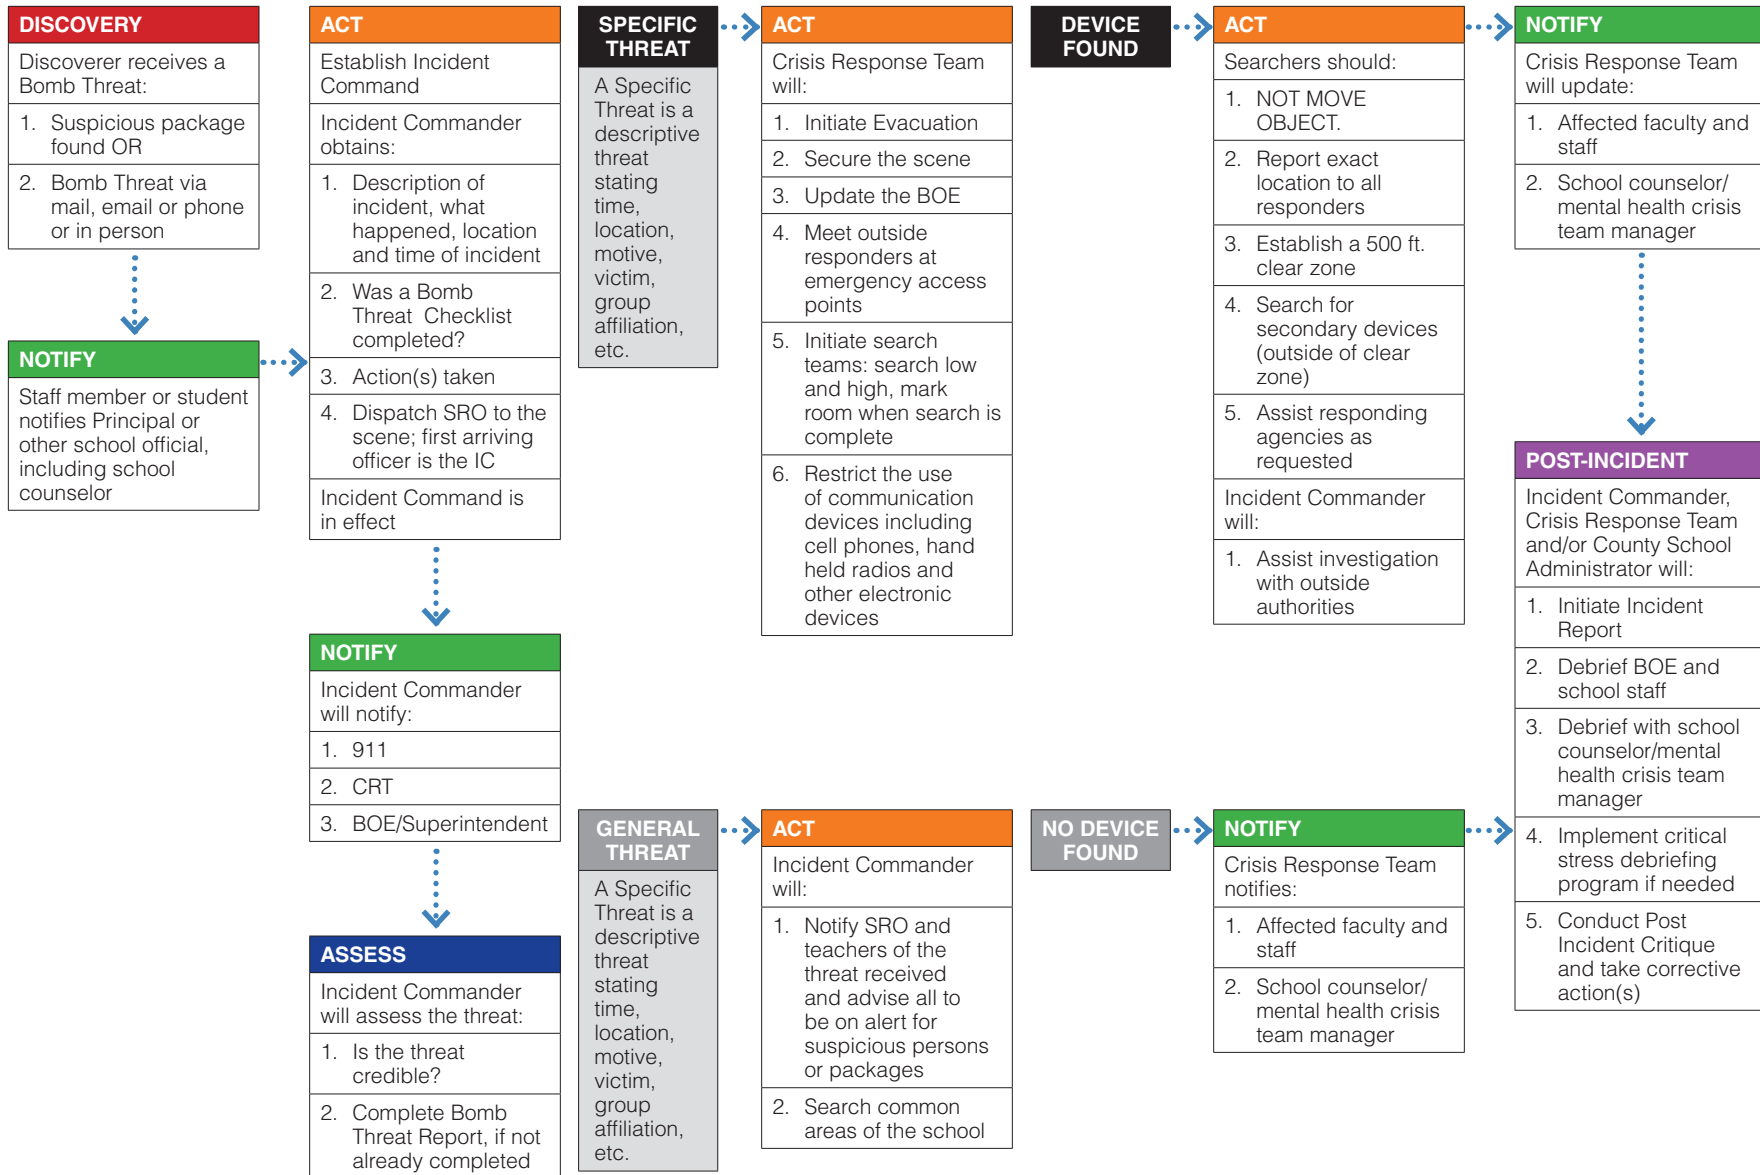 DISCOVERY
Discoverer receives a
Bomb Threat:
1. Suspicious package
found OR
2. Bomb Threat via
mail, email or phone
or in person
NOTIFY
Staff member or student
notifies Principal or
other school official,
including school
counselor
ACT
Establish Incident
Command
Incident Commander
obtains:
1. Description of
incident, what
happened, location
and time of incident
2. Was a Bomb
Threat Checklist
completed?
3. Action(s) taken
4. Dispatch SRO to the
scene; first arriving
officer is the IC
Incident Command is
in effect
NOTIFY
Incident Commander
will notify:
1. 911
2. CRT
3. BOE/Superintendent
ASSESS
Incident Commander
will assess the threat:
1. Is the threat
credible?
2. Complete Bomb
Threat Report, if not
already completed
SPECIFIC
THREAT
A Specific
Threat is a
descriptive
threat
stating
time,
location,
motive,
victim,
group
affiliation,
etc.
ACT
Crisis Response Team
will:
1. Initiate Evacuation
2. Secure the scene
3. Update the BOE
4. Meet outside
responders at
emergency access
points
5. Initiate search
teams: search low
and high, mark
room when search is
complete
6. Restrict the use
of communication
devices including
cell phones, hand
held radios and
other electronic
devices
GENERAL
THREAT
A Specific
Threat is a
descriptive
threat
stating
time,
location,
motive,
victim,
group
affiliation,
etc.
ACT
Incident Commander
will:
1. Notify SRO and
teachers of the
threat received
and advise all to
be on alert for
suspicious persons
or packages
2. Search common
areas of the school
DEVICE
FOUND
ACT
Searchers should:
1. NOT MOVE
OBJECT.
2. Report exact
location to all
responders
3. Establish a 500 ft.
clear zone
4. Search for
secondary devices
(outside of clear
zone)
5. Assist responding
agencies as
requested
Incident Commander
will:
1. Assist investigation
with outside
authorities
NO DEVICE
FOUND
NOTIFY
Crisis Response Team
notifies:
1. Affected faculty and
staff
2. School counselor/
mental health crisis
team manager
NOTIFY
Crisis Response Team
will update:
1. Affected faculty and
staff
2. School counselor/
mental health crisis
team manager
POST-INCIDENT
Incident Commander,
Crisis Response Team
and/or County School
Administrator will:
1. Initiate Incident
Report
2. Debrief BOE and
school staff
3. Debrief with school
counselor/mental
health crisis team
manager
4. Implement critical
stress debriefing
program if needed
5. Conduct Post
Incident Critique
and take corrective
action(s)